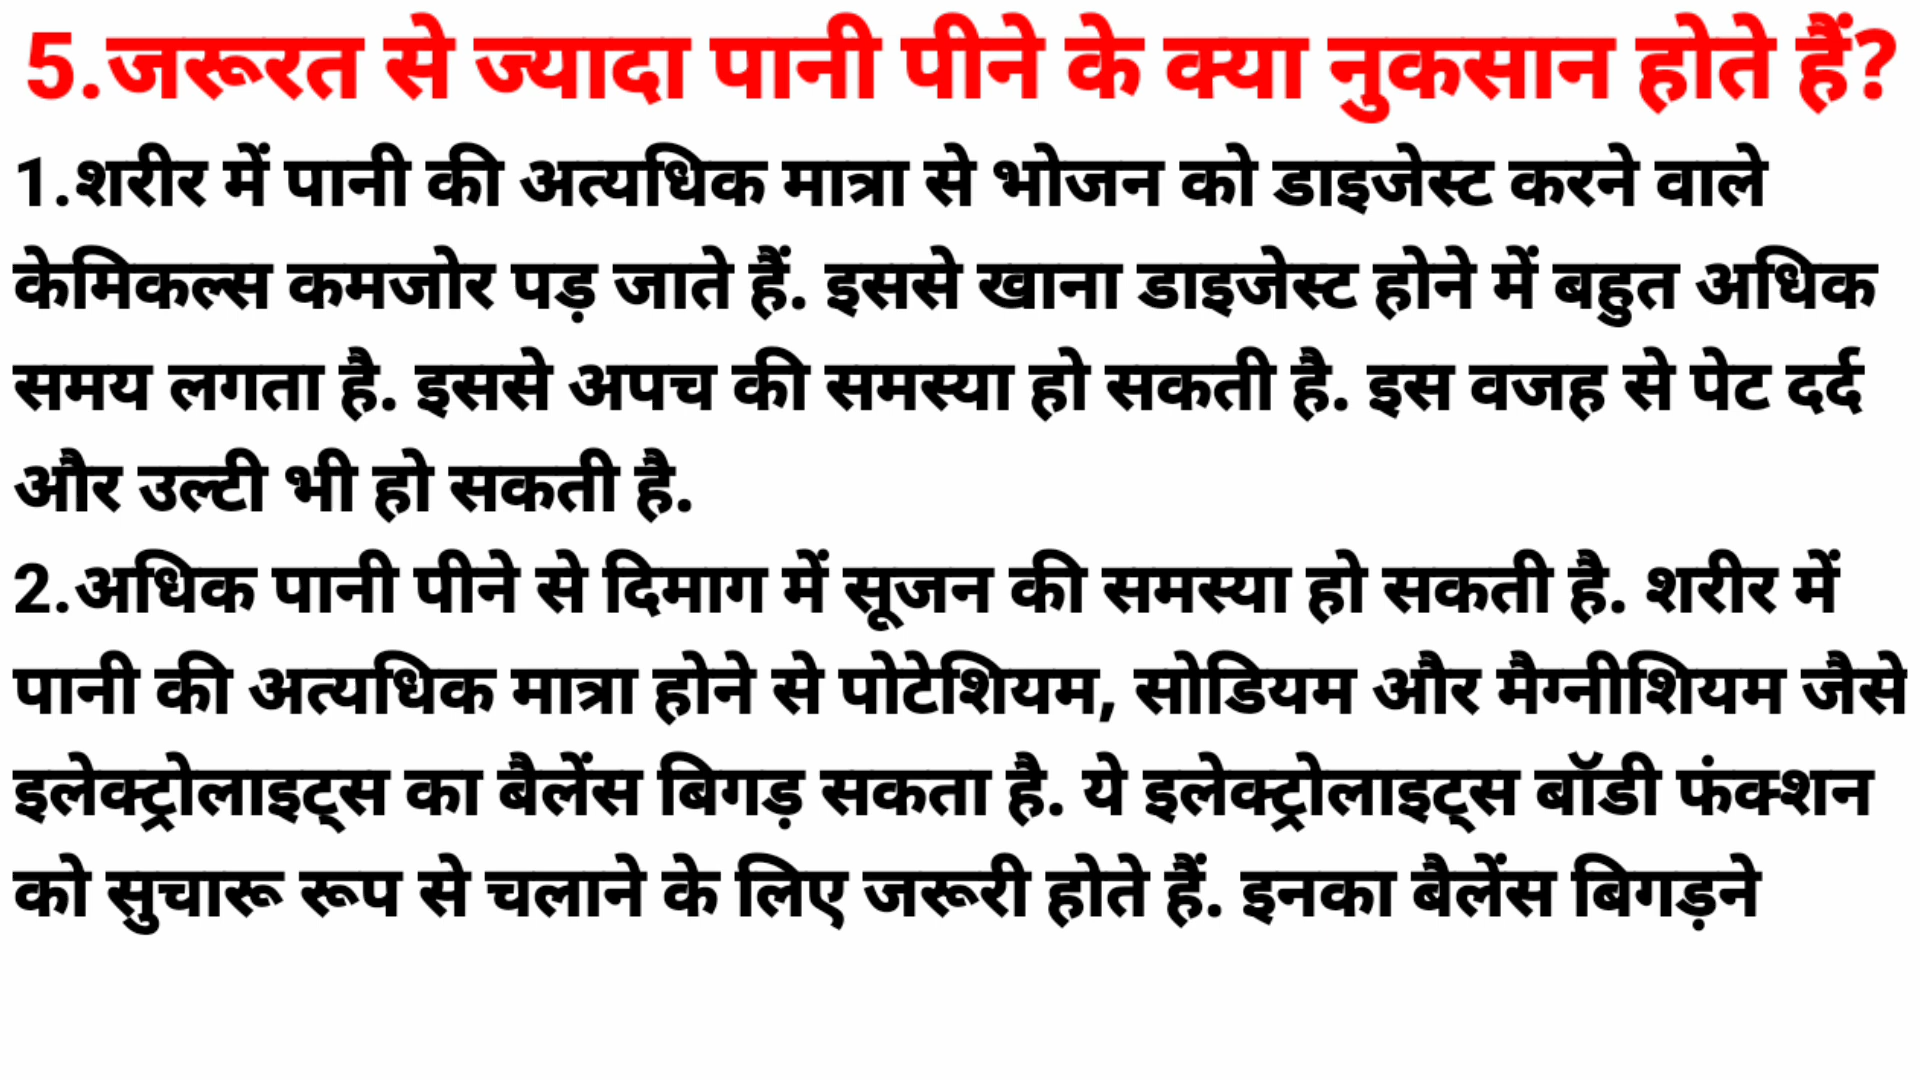 5.जरूरत से ज्यादा पानी पीने के क्या नुकसान होते हैं?
1.शरीर में पानी की अत्यधिक मात्रा से भोजन को डाइजेस्ट करने वाले
केमिकल्स कमजोर पड़ जाते हैं. इससे खाना डाइजेस्ट होने में बहुत अधिक
समय लगता है. इससे अपच की समस्या हो सकती है. इस वजह से पेट दर्द
और उल्टी भी हो सकती है.
2.अधिक पानी पीने से दिमाग में सूजन की समस्या हो सकती है. शरीर में
पानी की अत्यधिक मात्रा होने से पोटेशियम, सोडियम और मैग्नीशियम जैसे
इलेक्ट्रोलाइट्स का बैलेंस बिगड़ सकता है. ये इलेक्ट्रोलाइट्स बॉडी फंक्शन
को सुचारू रूप से चलाने के लिए जरूरी होते हैं. इनका बैलेंस बिगड़ने